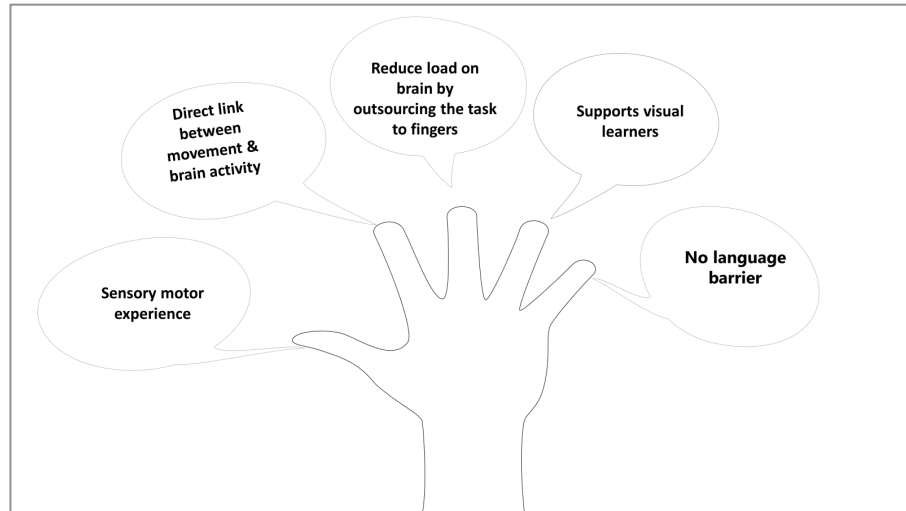 Sensory motor
experience
Direct link
between
movement &
brain activity
Reduce load on
brain by
outsourcing the task
to fingers
Supports visual
learners
No language
barrier